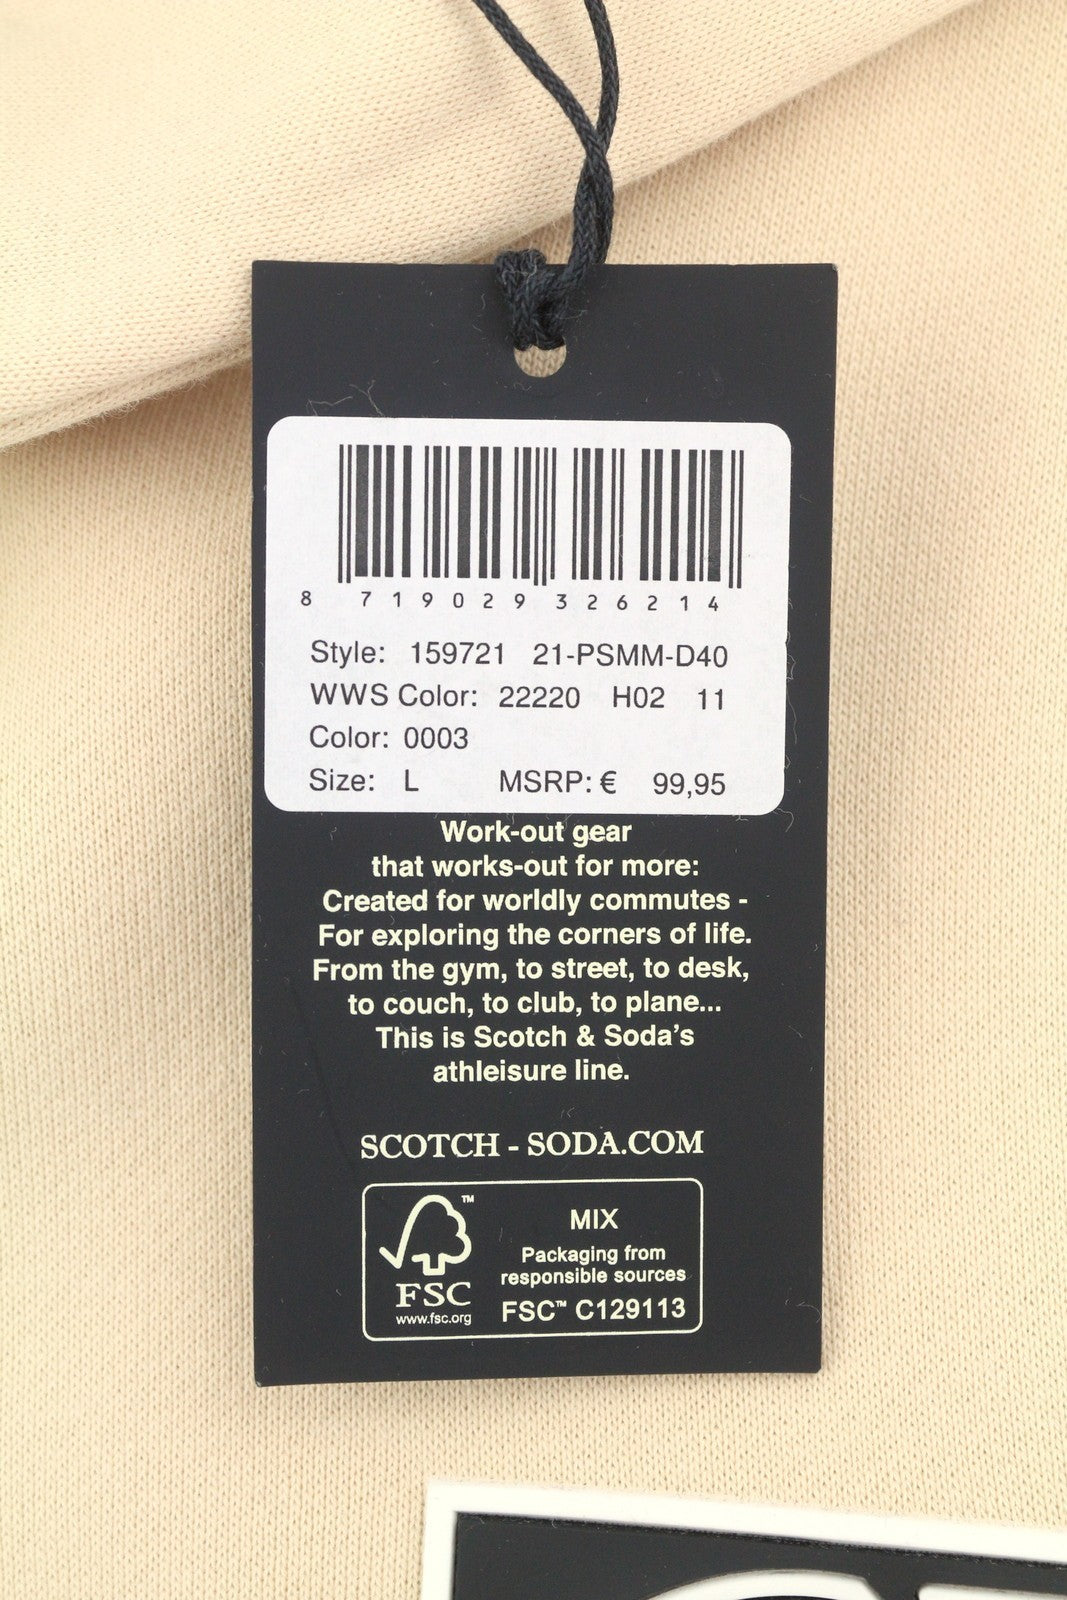 8 719029 326214
Style: 159721 21-PSMM-D40
WWS Color: 22220 H02 11
Color: 0003
Size: L MSRP: € 99,95
Work-out gear
that works-out for more:
Created for worldly commutes -
For exploring the corners of life.
From the gym, to street, to desk,
to couch, to club, to plane...
This is Scotch & Soda's
athleisure line.
SCOTCH - SODA.COM
™
FSC
www.fsc.org
MIX
Packaging from
responsible sources
FSC™ C129113